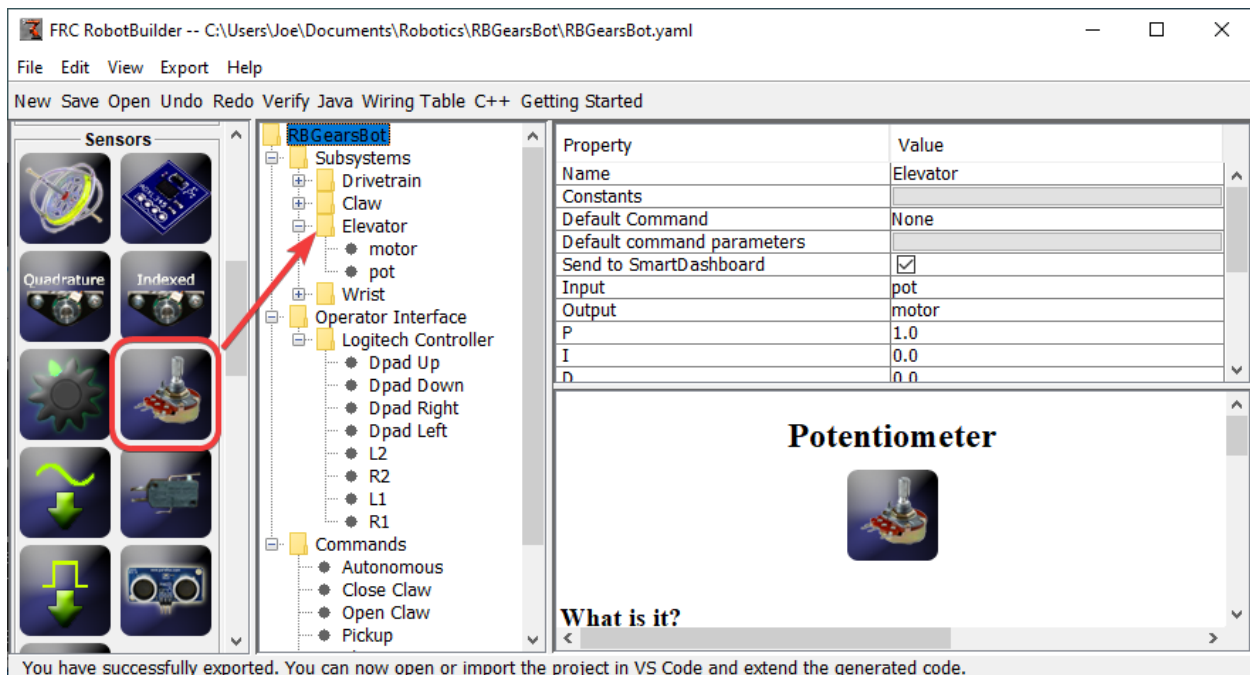 FRC RobotBuilder -- C:\Users\Joe\Documents\Robotics\RBGearsBot\RBGearsBot.yaml
File Edit View Export Help
New Save Open Undo Redo Verify Java Wiring Table C++ Getting Started
Sensors
Quadrature
Indexed
RBGearsBot
Subsystems
Drivetrain
Claw
Elevator
motor
pot
Wrist
Operator Interface
Logitech Controller
Dpad Up
Dpad Down
Dpad Right
Dpad Left
L2
R2
L1
R1
Commands
Autonomous
Close Claw
Open Claw
Pickup
Property Value
Name Elevator
Constants
Default Command None
Default command parameters
Send to SmartDashboard
Input pot
Output motor
P 1.0
I 0.0
D 0.0
Potentiometer
What is it?
You have successfully exported. You can now open or import the project in VS Code and extend the generated code.